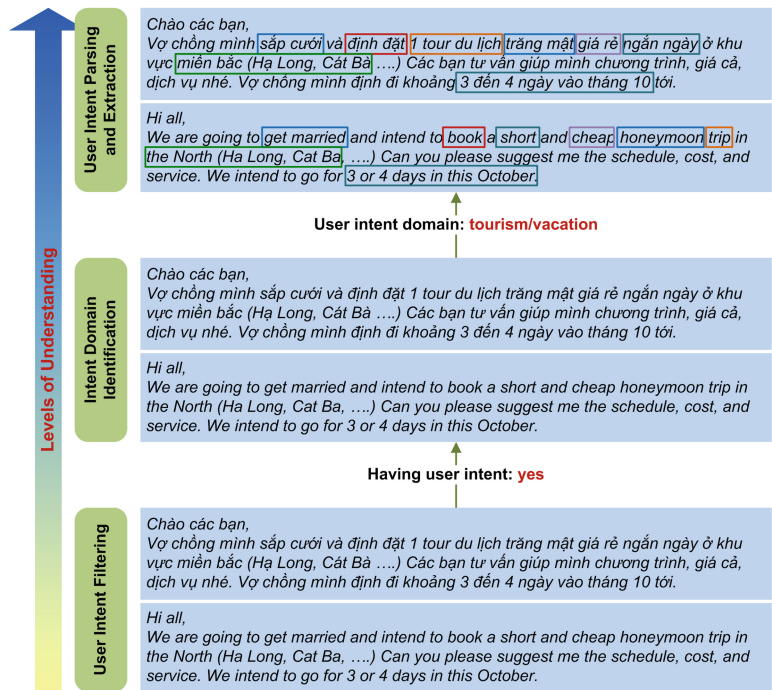 Levels of Understanding
User Intent Parsing
and Extraction
Chào các bạn,
Vợ chồng mình sắp cưới và định đặt 1 tour du lịch trăng mật giá rẻ ngắn ngày ở khu
vực miền bắc (Hạ Long, Cát Bà ....) Các bạn tư vấn giúp mình chương trình, giá cả,
dịch vụ nhé. Vợ chồng mình định đi khoảng 3 đến 4 ngày vào tháng 10 tới.
Hi all,
We are going to get married and intend to book a short and cheap honeymoon trip in
the North (Ha Long, Cat Ba, ....) Can you please suggest me the schedule, cost, and
service. We intend to go for 3 or 4 days in this October.
User intent domain: tourism/vacation
Intent Domain
Identification
Chào các bạn,
Vợ chồng mình sắp cưới và định đặt 1 tour du lịch trăng mật giá rẻ ngắn ngày ở khu
vực miền bắc (Hạ Long, Cát Bà ....) Các bạn tư vấn giúp mình chương trình, giá cả,
dịch vụ nhé. Vợ chồng mình định đi khoảng 3 đến 4 ngày vào tháng 10 tới.
Hi all,
We are going to get married and intend to book a short and cheap honeymoon trip in
the North (Ha Long, Cat Ba, ....) Can you please suggest me the schedule, cost, and
service. We intend to go for 3 or 4 days in this October.
Having user intent: yes
User Intent Filtering
Chào các bạn,
Vợ chồng mình sắp cưới và định đặt 1 tour du lịch trăng mật giá rẻ ngắn ngày ở khu
vực miền bắc (Hạ Long, Cát Bà ....) Các bạn tư vấn giúp mình chương trình, giá cả,
dịch vụ nhé. Vợ chồng mình định đi khoảng 3 đến 4 ngày vào tháng 10 tới.
Hi all,
We are going to get married and intend to book a short and cheap honeymoon trip in
the North (Ha Long, Cat Ba, ....) Can you please suggest me the schedule, cost, and
service. We intend to go for 3 or 4 days in this October.